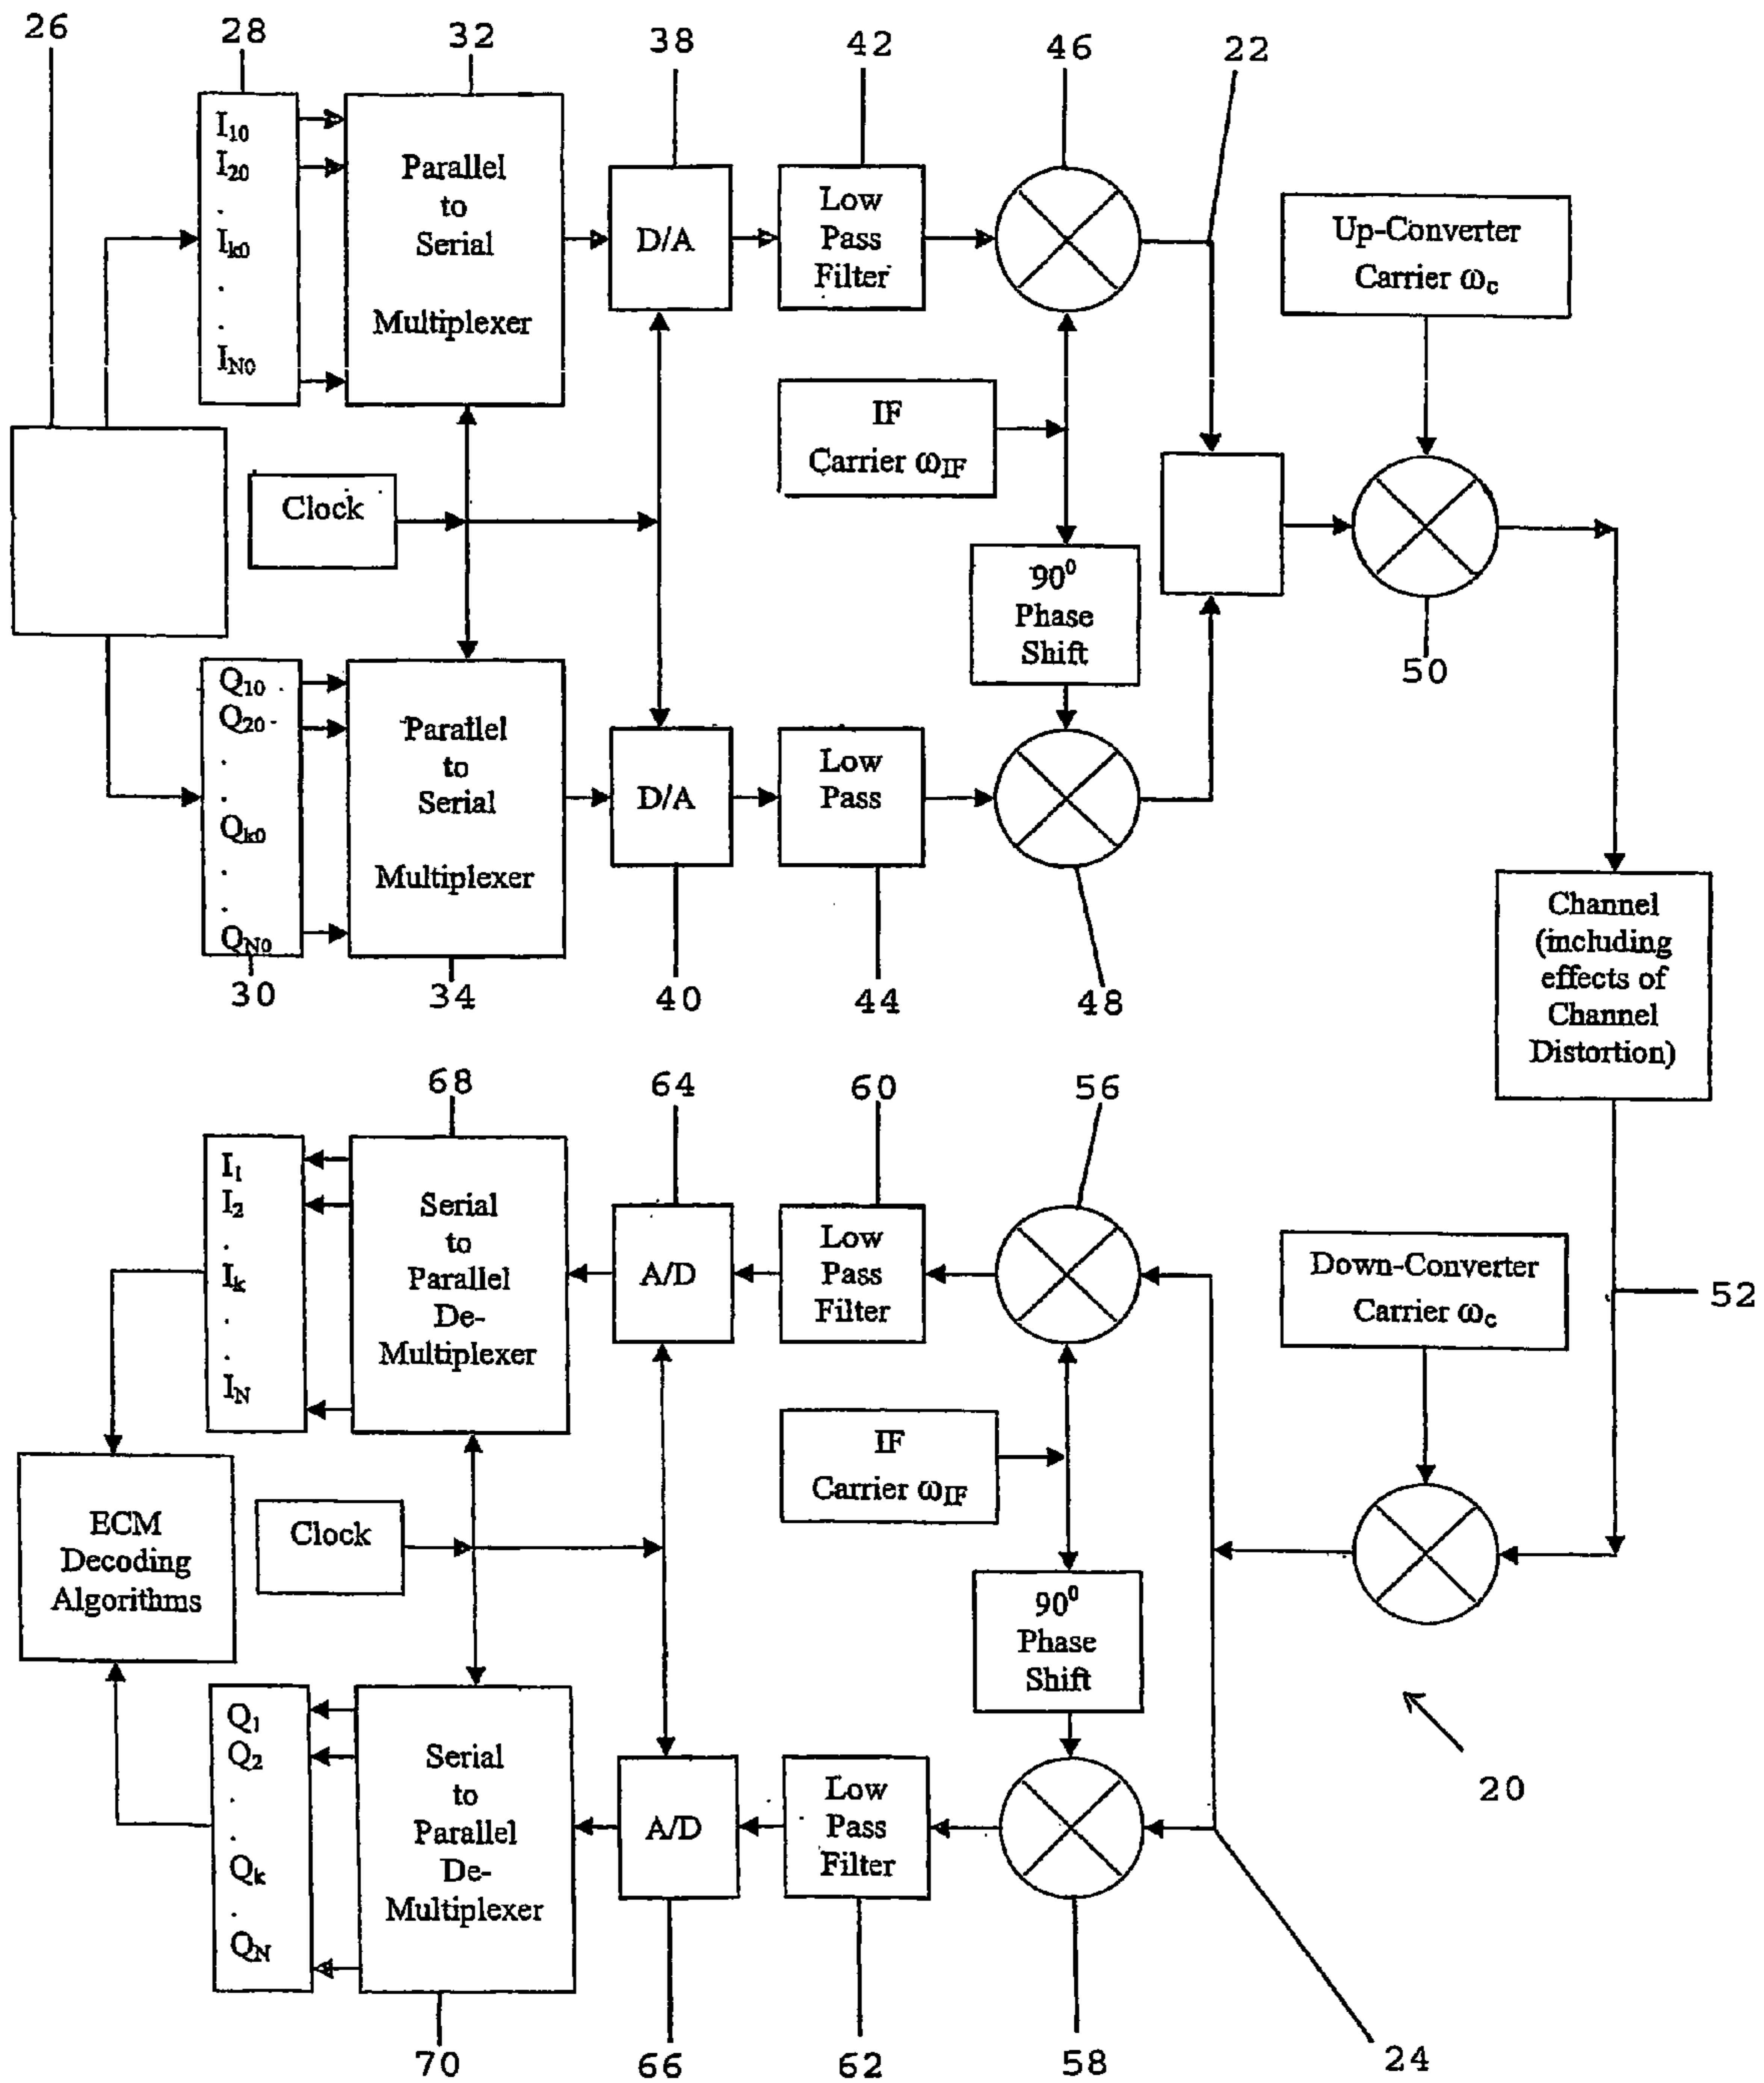 26
28
32
38
42
46
22
I10
I20
.
Ik0
.
.
IN0
Parallel
to
Serial
Multiplexer
D/A
Low
Pass
Filter
Up-Converter
Carrier ωc
IF
Carrier ωIF
Clock
90⁰
Phase
Shift
50
Q10
Q20
.
.
Qk0
.
.
QN0
Parallel
to
Serial
Multiplexer
D/A
Low
Pass
30
34
40
44
48
Channel
(including
effects of
Channel
Distortion)
68
64
60
56
I1
I2
.
Ik
.
.
IN
Serial
to
Parallel
De-
Multiplexer
A/D
Low
Pass
Filter
Down-Converter
Carrier ωc
52
IF
Carrier ωIF
ECM
Decoding
Algorithms
Clock
90⁰
Phase
Shift
20
Q1
Q2
.
.
Qk
.
QN
Serial
to
Parallel
De-
Multiplexer
A/D
Low
Pass
Filter
70
66
62
58
24